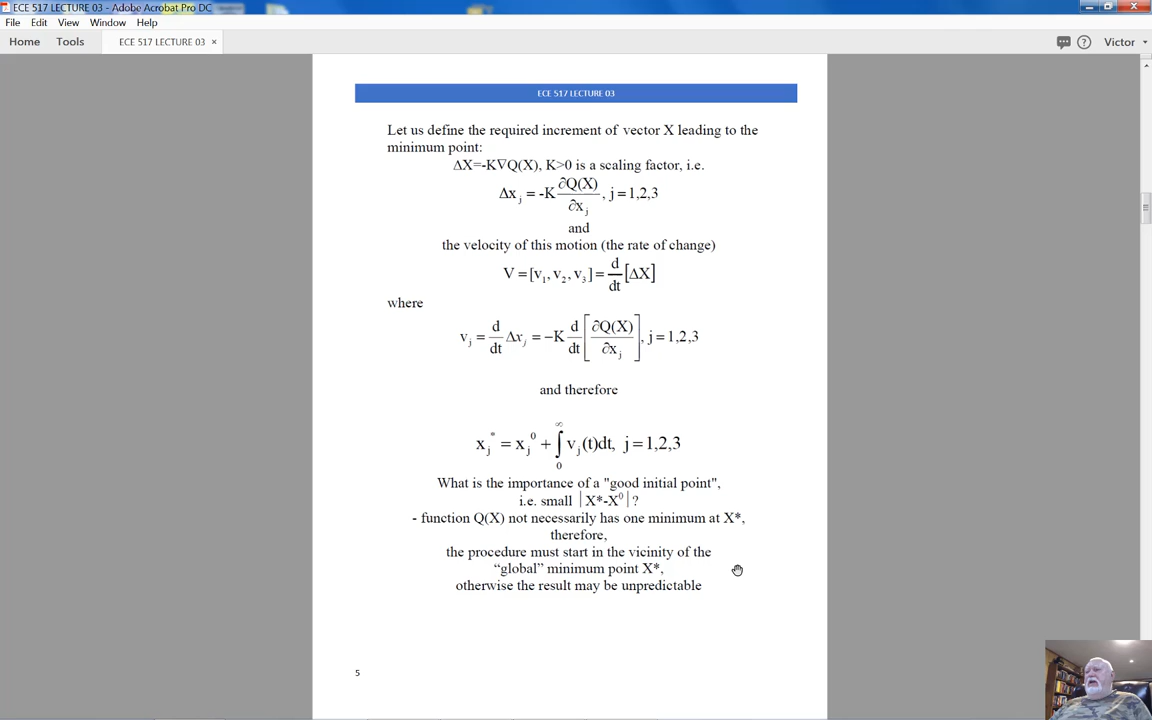 ECE 517 LECTURE 03 - Adobe Acrobat Pro DC
File Edit View Window Help
Home Tools ECE 517 LECTURE 03 × Victor
ECE 517 LECTURE 03
Let us define the required increment of vector X leading to the
minimum point:
ΔX=-K∇Q(X), K>0 is a scaling factor, i.e.
Δx_j = -K ∂Q(X)/∂x_j, j = 1,2,3
and
the velocity of this motion (the rate of change)
V = [v_1, v_2, v_3] = d/dt [ΔX]
where
v_j = d/dt Δx_j = −K d/dt [∂Q(X)/∂x_j], j = 1,2,3
and therefore
x_j^* = x_j^0 + ∫_0^∞ v_j(t)dt, j = 1,2,3
What is the importance of a "good initial point",
i.e. small |X*-X^0|?
- function Q(X) not necessarily has one minimum at X*,
therefore,
the procedure must start in the vicinity of the
“global” minimum point X*,
otherwise the result may be unpredictable
5